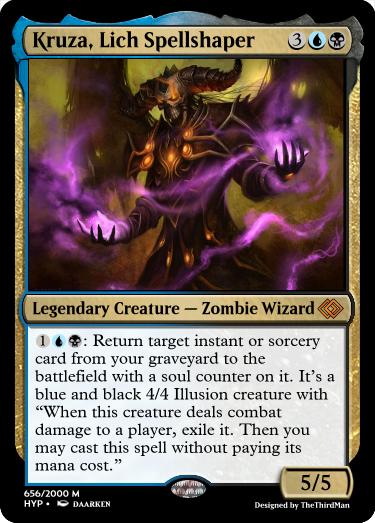 Kruza, Lich Spellshaper 3
Legendary Creature — Zombie Wizard
1: Return target instant or sorcery
card from your graveyard to the
battlefield with a soul counter on it. It's a
blue and black 4/4 Illusion creature with
“When this creature deals combat
damage to a player, exile it. Then you
may cast this spell without paying its
mana cost.”
5/5
656/2000 M
HYP • DAARKEN
Designed by TheThirdMan